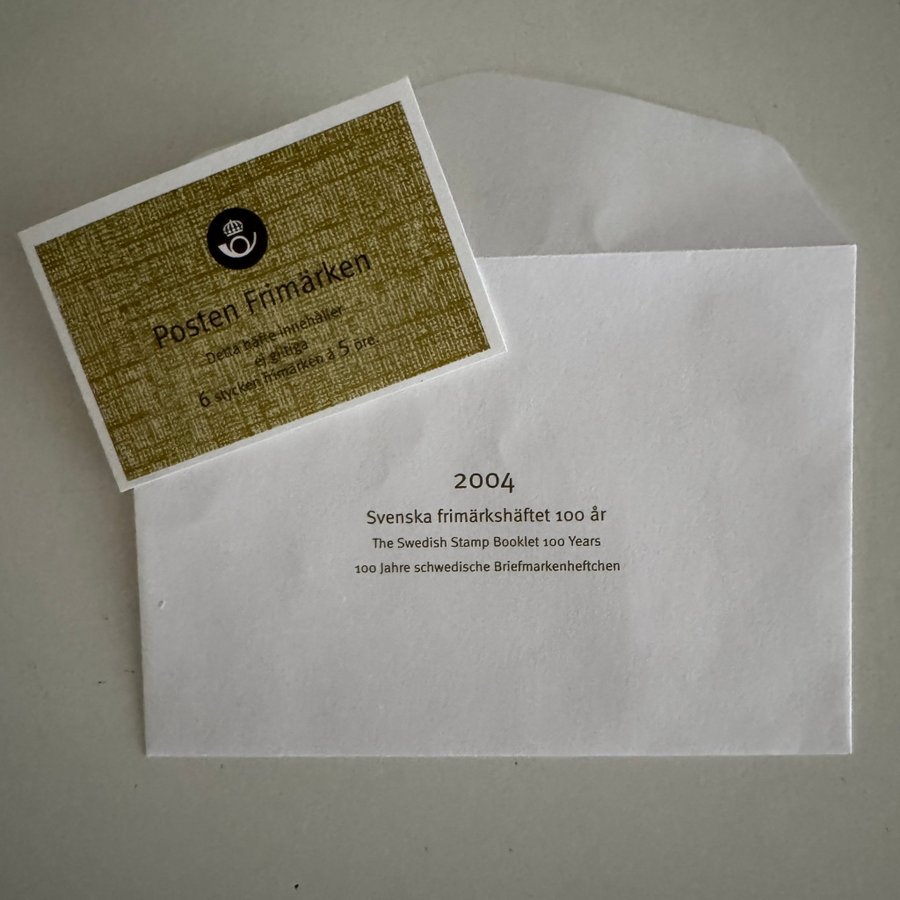 Posten Frimärken
Detta häfte innehåller
ej giltiga
6 stycken frimärken à 5 öre.
2004
Svenska frimärkshäftet 100 år
The Swedish Stamp Booklet 100 Years
100 Jahre schwedische Briefmarkenheftchen